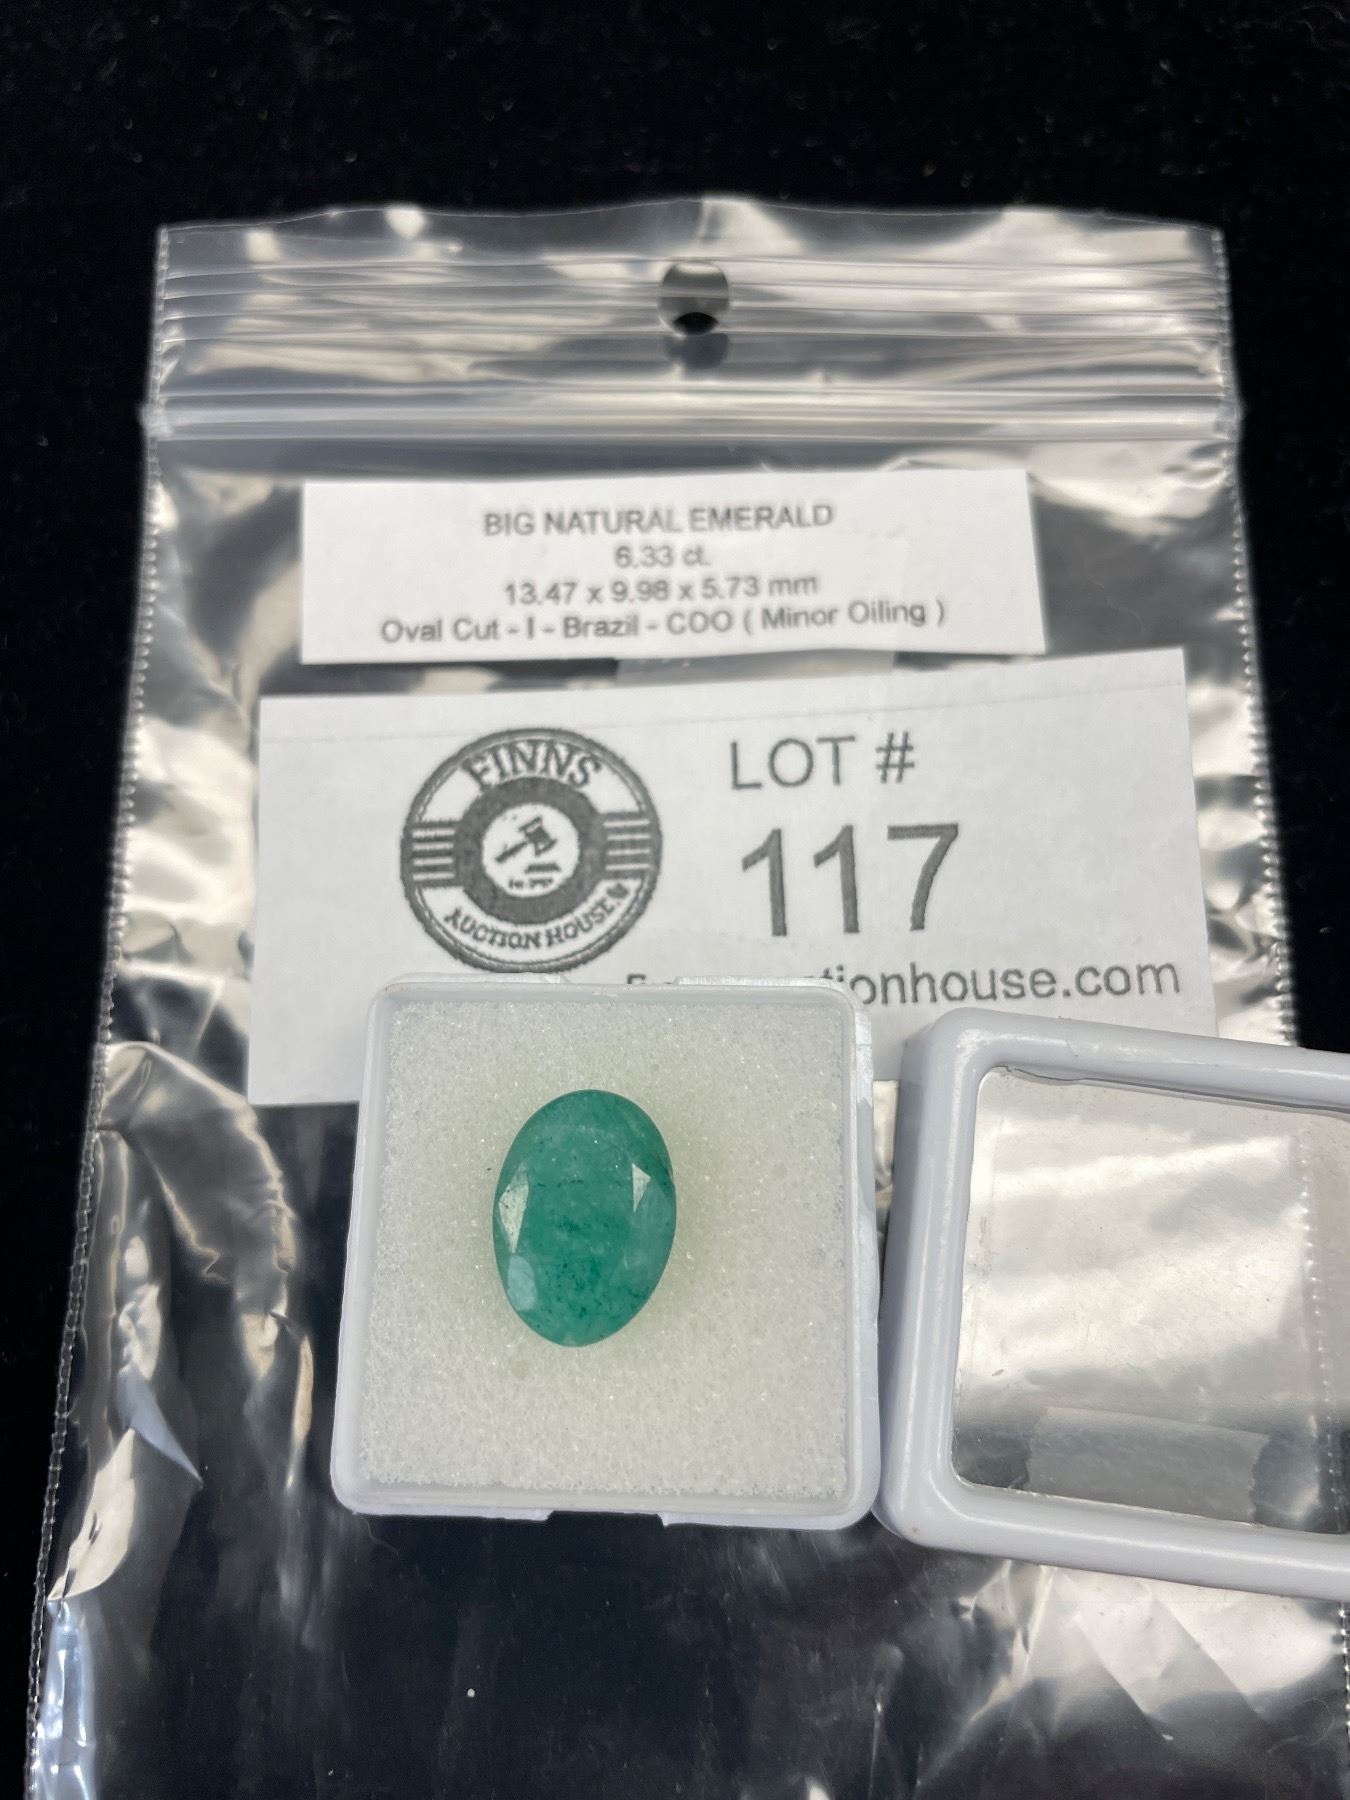 BIG NATURAL EMERALD
6.33 ct.
13.47 x 9.98 x 5.73 mm
Oval Cut - I - Brazil - COO ( Minor Oiling )
FINNS
AUCTION HOUSE
LOT #
117
tionhouse.com